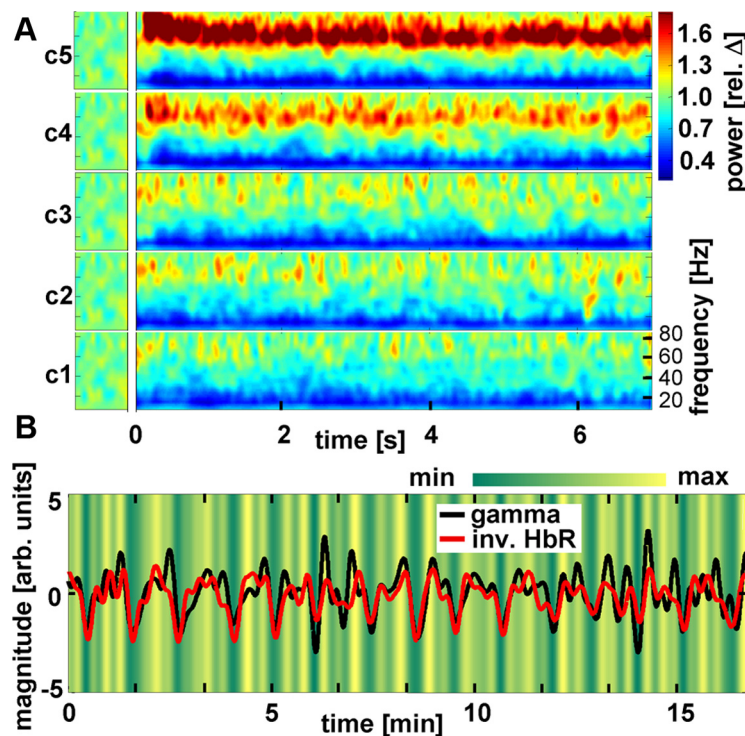 A
c5
c4
c3
c2
c1
1.6
1.3
1.0
0.7
0.4
power [rel. Δ]
80
60
40
20
frequency [Hz]
0 2 4 6
time [s]
B
min max
gamma
inv. HbR
5
0
-5
magnitude [arb. units]
0 5 10 15
time [min]